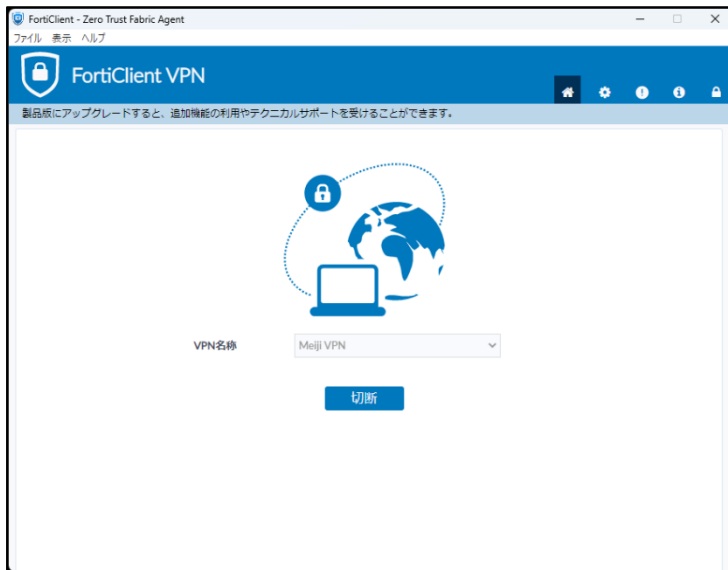 FortiClient - Zero Trust Fabric Agent
ファイル 表示 ヘルプ
FortiClient VPN
製品版にアップグレードすると、追加機能の利用やテクニカルサポートを受けることができます。
VPN名称 Meiji VPN
切断